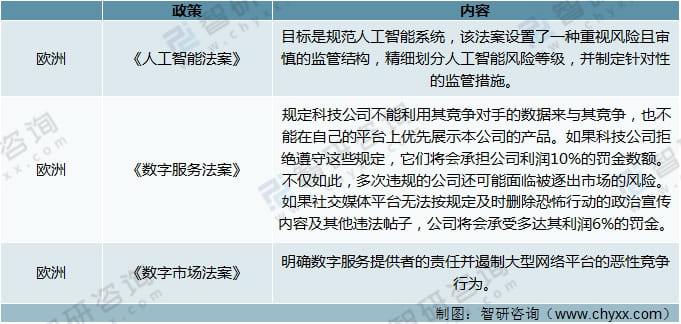 政策 内容
欧洲 《人工智能法案》
目标是规范人工智能系统，该法案设置了一种重视风险且审
慎的监管结构，精细划分人工智能风险等级，并制定针对性
的监管措施。
欧洲 《数字服务法案》
规定科技公司不能利用其竞争对手的数据来与其竞争，也不
能在自己的平台上优先展示本公司的产品。如果科技公司拒
绝遵守这些规定，它们将会承担公司利润10%的罚金数额。
不仅如此，多次违规的公司还可能面临被逐出市场的风险。
如果社交媒体平台无法按规定及时删除恐怖行动的政治宣传
内容及其他违法帖子，公司将会承受多达其利润6%的罚金。
欧洲 《数字市场法案》
明确数字服务提供者的责任并遏制大型网络平台的恶性竞争
行为。
制图：智研咨询（www.chyxx.com）